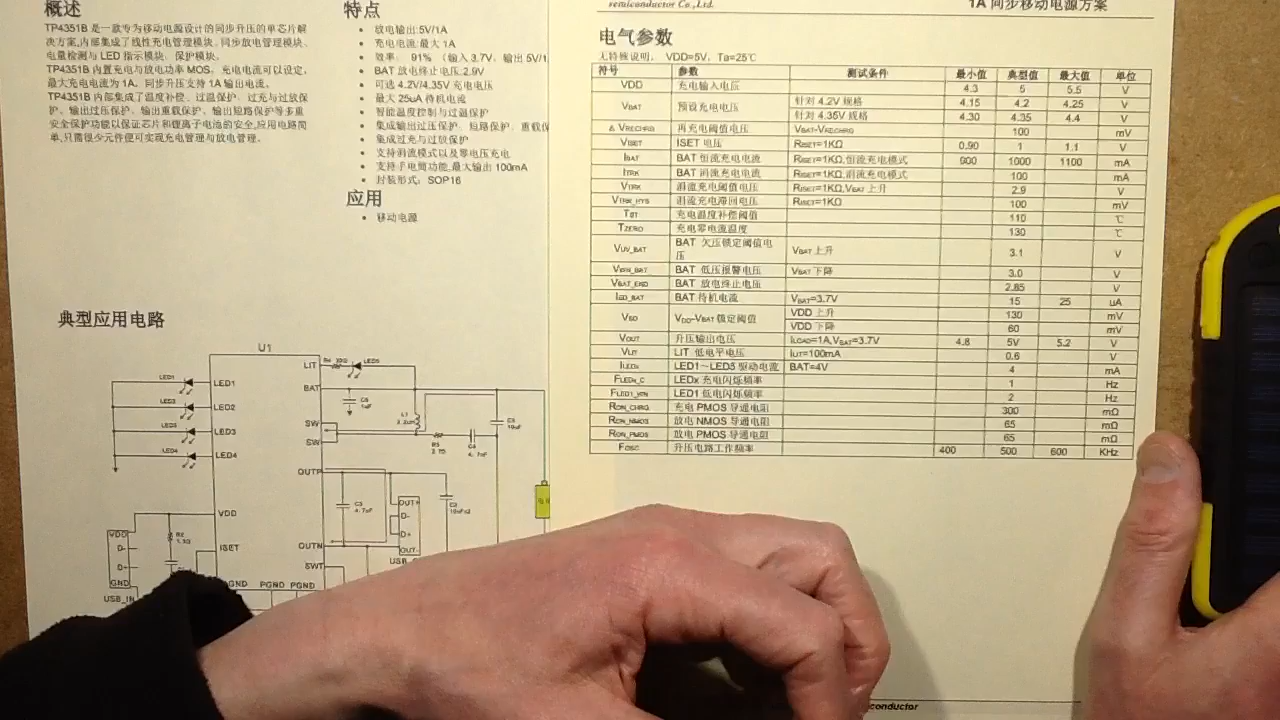 概述
TP4351B 是一款专为移动电源设计的同步升压的单芯片解
决方案,内部集成了线性充电管理模块、同步放电管理模块、
电量检测与 LED 指示模块、保护模块。
TP4351B 内置充电与放电功率 MOS，充电电流可以设定,
最大充电电流为 1A，同步升压支持 1A 输出电流。
TP4351B 内部集成了温度补偿、过温保护、过充与过放保
护、输出过压保护、输出重载保护、输出短路保护等多重
安全保护功能以保证芯片和锂离子电池的安全,应用电路简
单,只需很少元件便可实现充电管理与放电管理。
特点
放电输出:5V/1A
充电电流:最大 1A
效率： 91% （输入 3.7V，输出 5V/1
BAT 放电终止电压 2.9V
可选 4.2V/4.35V 充电电压
最大 25uA 待机电流
智能温度控制与过温保护
集成输出过压保护、短路保护、重载保
集成过充与过放保护
支持涓流模式以及零电压充电
支持手电筒功能,最大输出 100mA
封装形式：SOP16
应用
移动电源
典型应用电路
U1
LED1
LED2
LED3
LED4
VDD
ISET
LIT
BAT
SW
SW
OUTP
OUTN
SWT
PGND PGND
LED1
LED5
OUT+
D-
D+
OUT-
VDD
D-
D+
GND
USB_IN
semiconductor Co.,Ltd.
1A 同步移动电源方案
电气参数
无特殊说明， VDD=5V，Ta=25℃
符号 参数 测试条件 最小值 典型值 最大值 单位
VDD 充电输入电压 4.3 5 5.5 V
VBAT 预设充电电压 针对 4.2V 规格 4.15 4.2 4.25 V
针对 4.35V 规格 4.30 4.35 4.4
Δ VRECHRG 再充电阈值电压 VBAT-VRECHRG 100 mV
VISET ISET 电压 RISET=1KΩ 0.90 1 1.1 V
IBAT BAT 恒流充电电流 RISET=1KΩ,恒流充电模式 900 1000 1100 mA
ITRK BAT 涓流充电电流 RISET=1KΩ,涓流充电模式 100 mA
VTRK 涓流充电阈值电压 RISET=1KΩ,VBAT 上升 2.9 V
VTRK_HYS 涓流充电滞回电压 RISET=1KΩ 100 mV
TBT 充电温度补偿阈值 110 ℃
TZERO 充电零电流温度 130 ℃
VUV_BAT BAT 欠压锁定阈值电压 VBAT 上升 3.1 V
BAT 低压报警电压 VBAT 下降 3.0 V
VBAT_END BAT 放电终止电压 2.85 V
BAT 待机电流 VBAT=3.7V 15 25 uA
VDD-VBAT 锁定阈值 VDD 上升 130 mV
VDD 下降 60 mV
VOUT 升压输出电压 ILOAD=1A,VBAT=3.7V 4.8 5V 5.2 V
VLIT LIT 低电平电压 ILIT=100mA 0.6 V
ILEDx LED1～LED5 驱动电流 BAT=4V 4 mA
FLEDx_C LEDx 充电闪烁频率 1 Hz
LED1 低电闪烁频率 2 Hz
RON_CHRG 充电 PMOS 导通电阻 300 mΩ
RON_NMOS 放电 NMOS 导通电阻 65 mΩ
RON_PMOS 放电 PMOS 导通电阻 65 mΩ
FOSC 升压电路工作频率 400 500 600 KHz
conductor